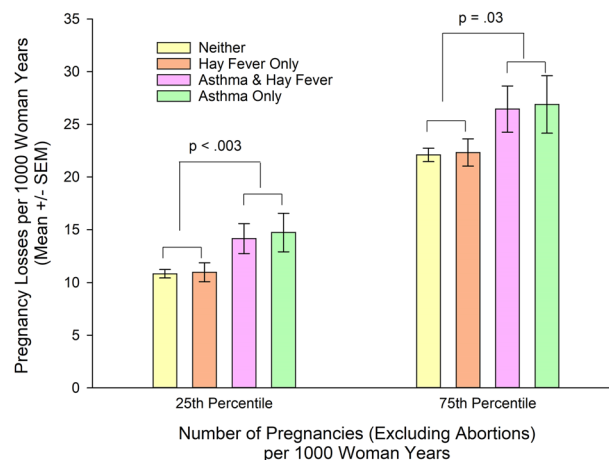 Pregnancy Losses per 1000 Woman Years
(Mean +/- SEM)
35
30
25
20
15
10
5
0
Neither
Hay Fever Only
Asthma & Hay Fever
Asthma Only
p < .003
p = .03
25th Percentile
75th Percentile
Number of Pregnancies (Excluding Abortions)
per 1000 Woman Years